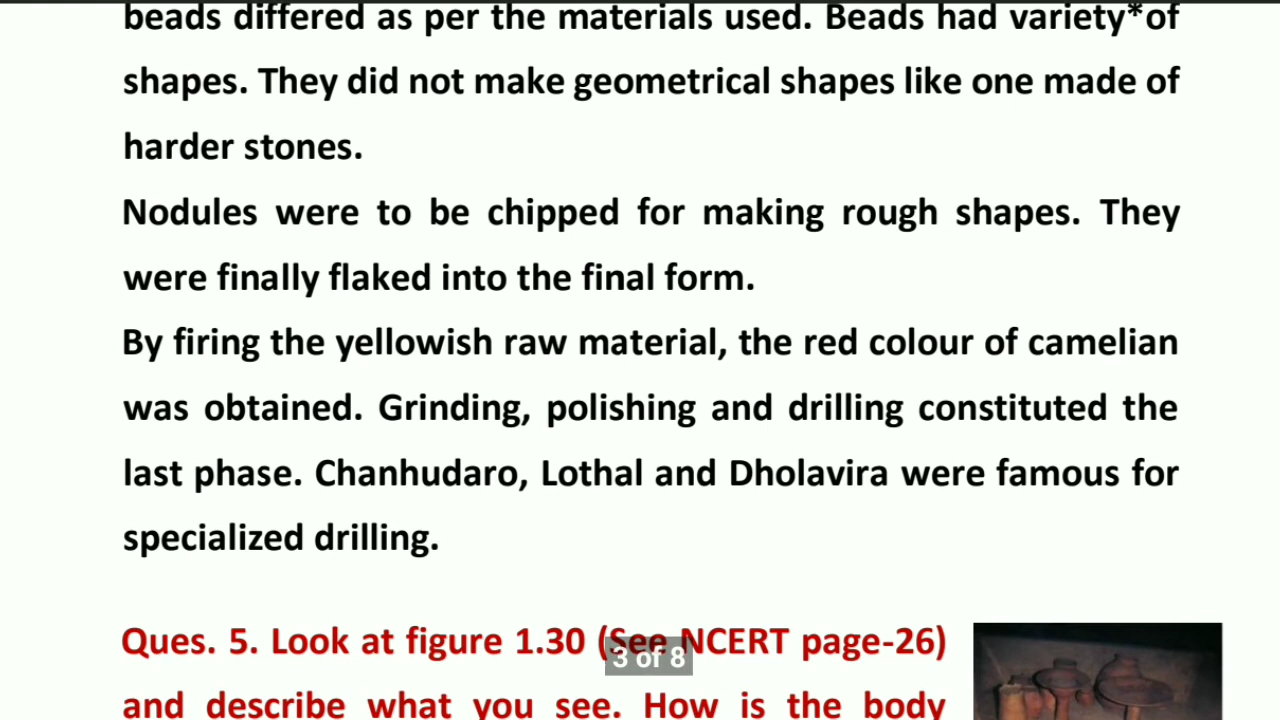 beads differed as per the materials used. Beads had variety*of
shapes. They did not make geometrical shapes like one made of
harder stones.
Nodules were to be chipped for making rough shapes. They
were finally flaked into the final form.
By firing the yellowish raw material, the red colour of camelian
was obtained. Grinding, polishing and drilling constituted the
last phase. Chanhudaro, Lothal and Dholavira were famous for
specialized drilling.
Ques. 5. Look at figure 1.30 (See NCERT page-26)
3 of 8
and describe what you see. How is the body